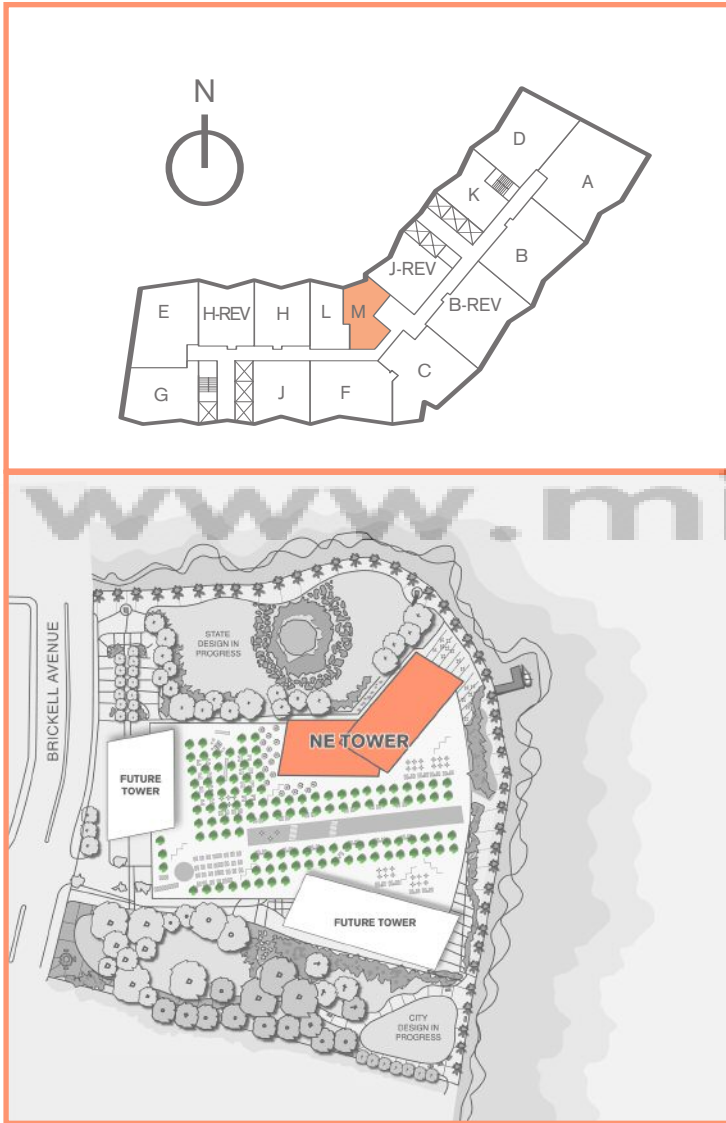 N
D
A
K
B
J-REV
B-REV
E
H-REV
H
L
M
C
G
J
F
www.m
BRICKELL AVENUE
STATE
DESIGN IN
PROGRESS
NE TOWER
FUTURE
TOWER
FUTURE TOWER
CITY
DESIGN IN
PROGRESS